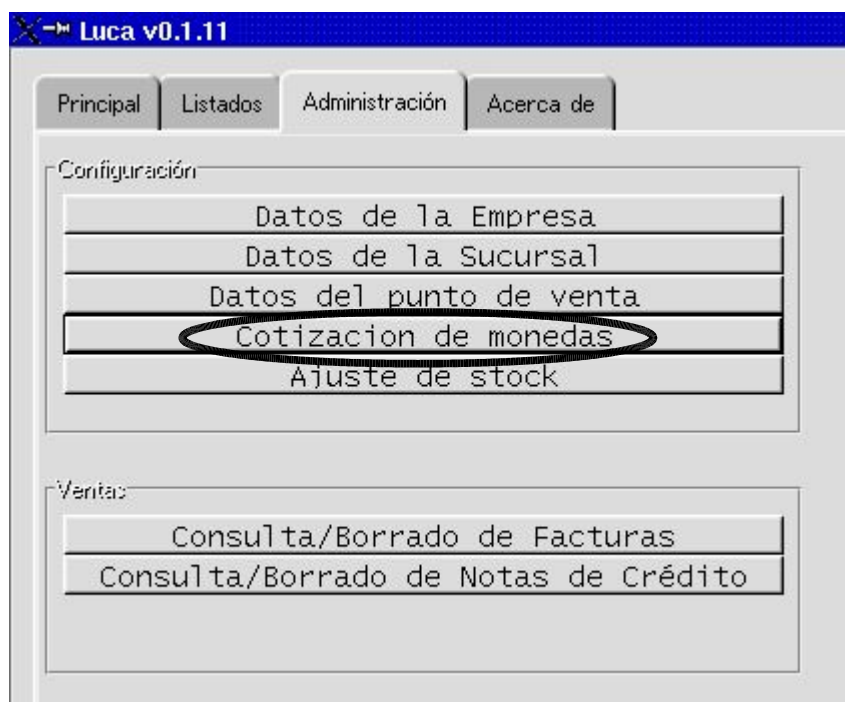 Luca v0.1.11
Principal Listados Administración Acerca de
Configuración
Datos de la Empresa
Datos de la Sucursal
Datos del punto de venta
Cotizacion de monedas
Ajuste de stock
Ventas
Consulta/Borrado de Facturas
Consulta/Borrado de Notas de Crédito